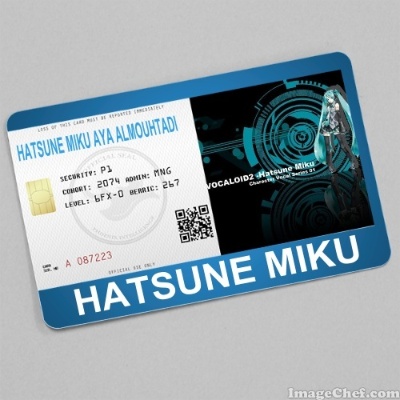 LOSS OF THIS CARD MUST BE REPORTED IMMEDIATELY
HATSUNE MIKU AYA ALMOUHTADI
OFFICIAL SEAL
SECURITY: P1
COHORT: 2074 ADMIN: MNG
LEVEL: 6FX-0 BERRIC: 267
VOCALOID2 Hatsune Miku
Character Vocal Series 01
A 087223
OFFICIAL USE ONLY
HATSUNE MIKU
ImageChef.com